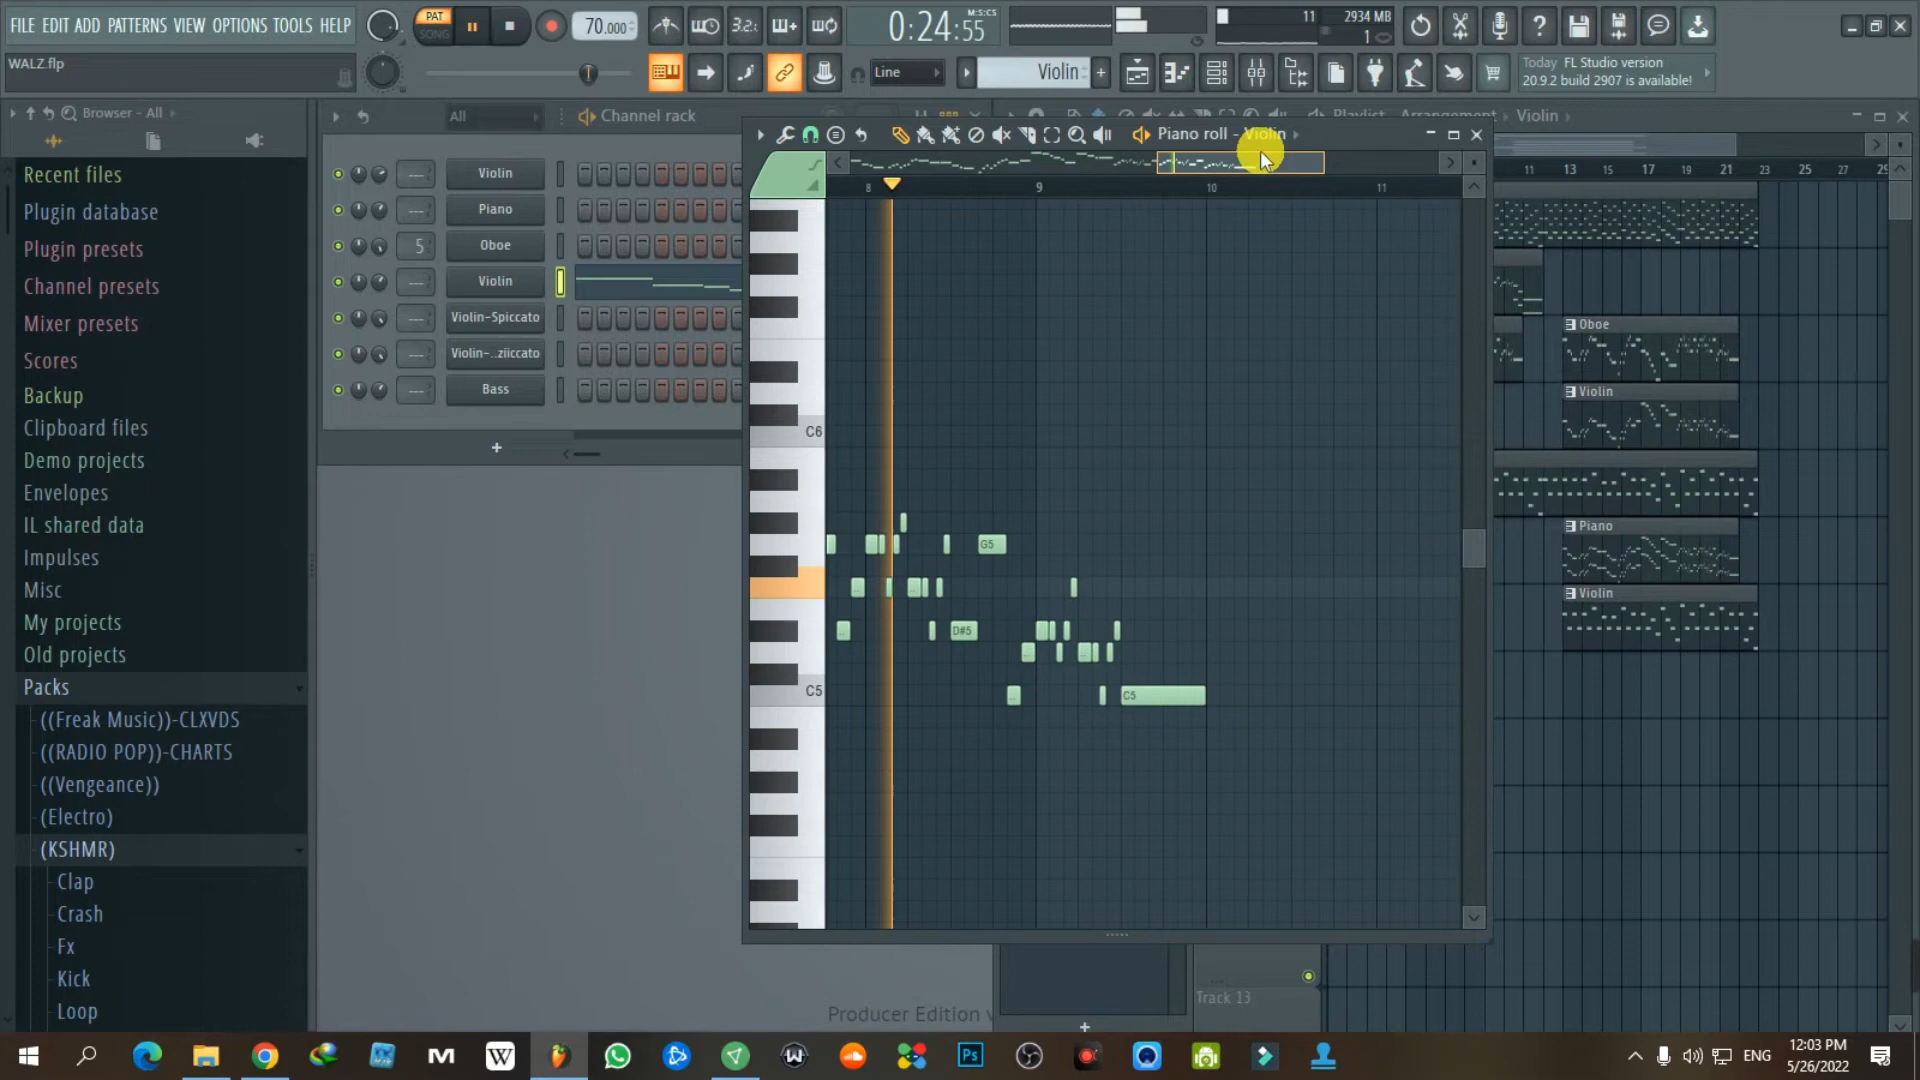 FILE EDIT ADD PATTERNS VIEW OPTIONS TOOLS HELP
PAT
SONG
70.000
3.2.
0:24:55
M:S:CS
11
2934 MB
1
WALZ.flp
Line
Violin
Today FL Studio version
20.9.2 build 2907 is available!
Browser - All
All
Channel rack
Piano roll - Violin
Playlist - Arrangement
Violin
Recent files
Plugin database
Plugin presets
Channel presets
Mixer presets
Scores
Backup
Clipboard files
Demo projects
Envelopes
IL shared data
Impulses
Misc
My projects
Old projects
Packs
((Freak Music))-CLXVDS
((RADIO POP))-CHARTS
((Vengeance))
(Electro)
(KSHMR)
Clap
Crash
Fx
Kick
Loop
Violin
Piano
5
Oboe
Violin
Violin-Spiccato
Violin-..ziiccato
Bass
8
9
10
11
C6
C5
G5
D#5
C5
11
13
15
17
19
21
23
25
27
29
Oboe
Violin
Piano
Violin
Track 13
Producer Edition v
ENG
12:03 PM
5/26/2022